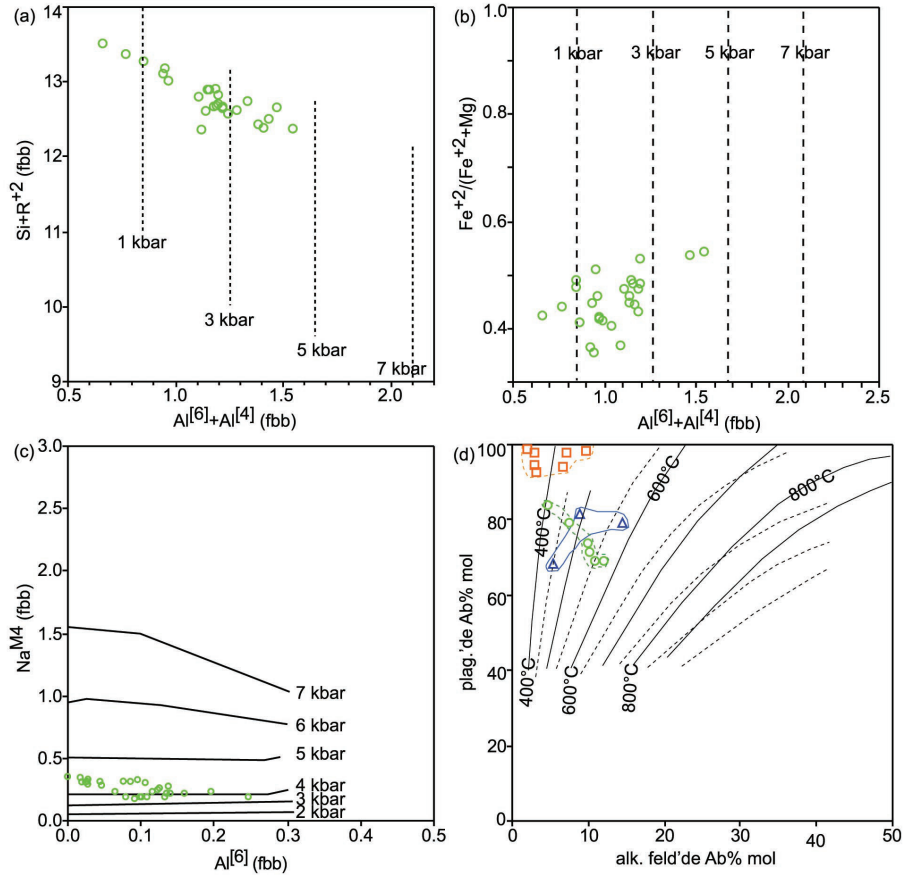 (a)
14
13
12
11
10
9
Si+R⁺² (fbb)
1 kbar
3 kbar
5 kbar
7 kbar
0.5
1.0
1.5
2.0
Al[6]+Al[4] (fbb)
(b)
1.0
0.8
0.6
0.4
Fe⁺²/(Fe⁺²+Mg)
1 kbar
3 kbar
5 kbar
7 kbar
0.5
1.0
1.5
2.0
2.5
Al[6]+Al[4] (fbb)
(c)
3.0
2.5
2.0
1.5
1.0
0.5
0.0
Naᴹ⁴ (fbb)
7 kbar
6 kbar
5 kbar
4 kbar
3 kbar
2 kbar
0.0
0.1
0.2
0.3
0.4
0.5
Al[6] (fbb)
(d)
100
80
60
40
20
0
plag.'de Ab% mol
400°C
600°C
800°C
400°C
600°C
800°C
0
10
20
30
40
50
alk. feld'de Ab% mol